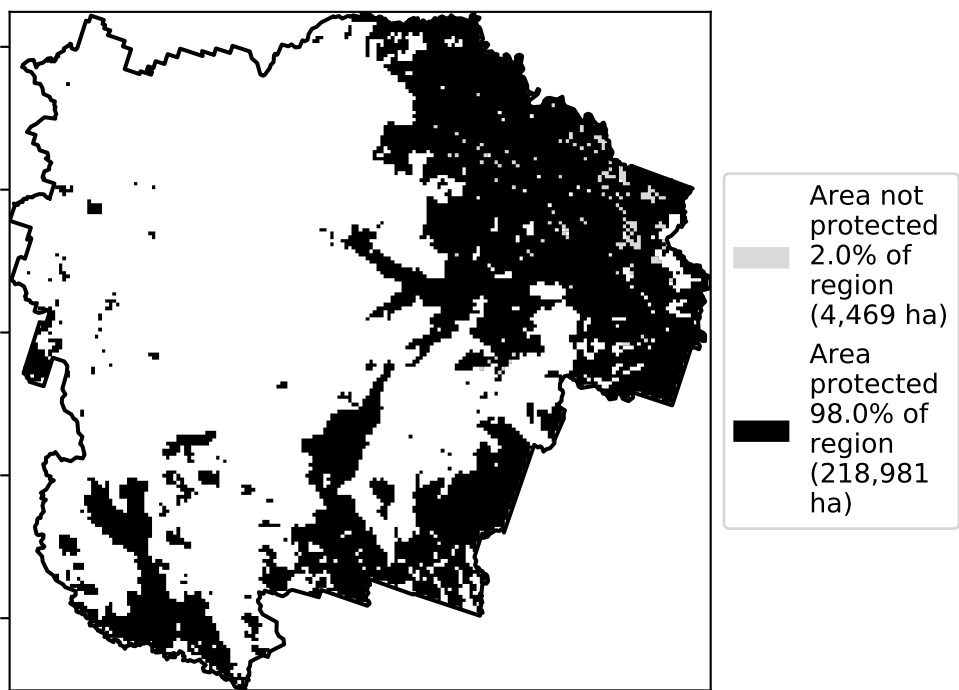 Area not
protected
2.0% of
region
(4,469 ha)
Area
protected
98.0% of
region
(218,981
ha)